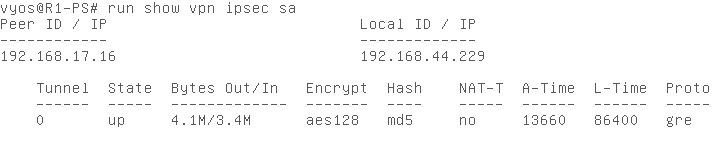 vyos@R1-PS# run show vpn ipsec sa
Peer ID / IP                            Local ID / IP
------------                            -------------
192.168.17.16                           192.168.44.229
    Tunnel  State  Bytes Out/In   Encrypt  Hash    NAT-T  A-Time  L-Time  Proto
    ------  -----  -------------  -------  ----    -----  ------  ------  -----
    0       up     4.1M/3.4M      aes128   md5     no     13660   86400   gre